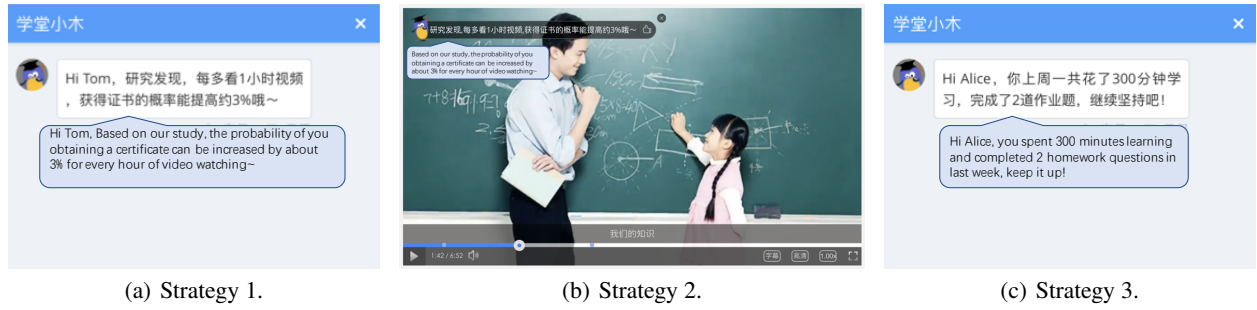 学堂小木
×
Hi Tom，研究发现，每多看1小时视频
，获得证书的概率能提高约3%哦～
Hi Tom, Based on our study, the probability of you
obtaining a certificate can be increased by about
3% for every hour of video watching~
(a) Strategy 1.
研究发现,每多看1小时视频,获得证书的概率能提高约3%哦～
Based on our study, the probability of you
obtaining a certificate can be increased by
about 3% for every hour of video watching~
我们的知识
1:42 / 6:52
字幕
高清
1.00x
(b) Strategy 2.
学堂小木
×
Hi Alice，你上周一共花了300分钟学
习，完成了2道作业题，继续坚持吧！
Hi Alice, you spent 300 minutes learning
and completed 2 homework questions in
last week, keep it up!
(c) Strategy 3.